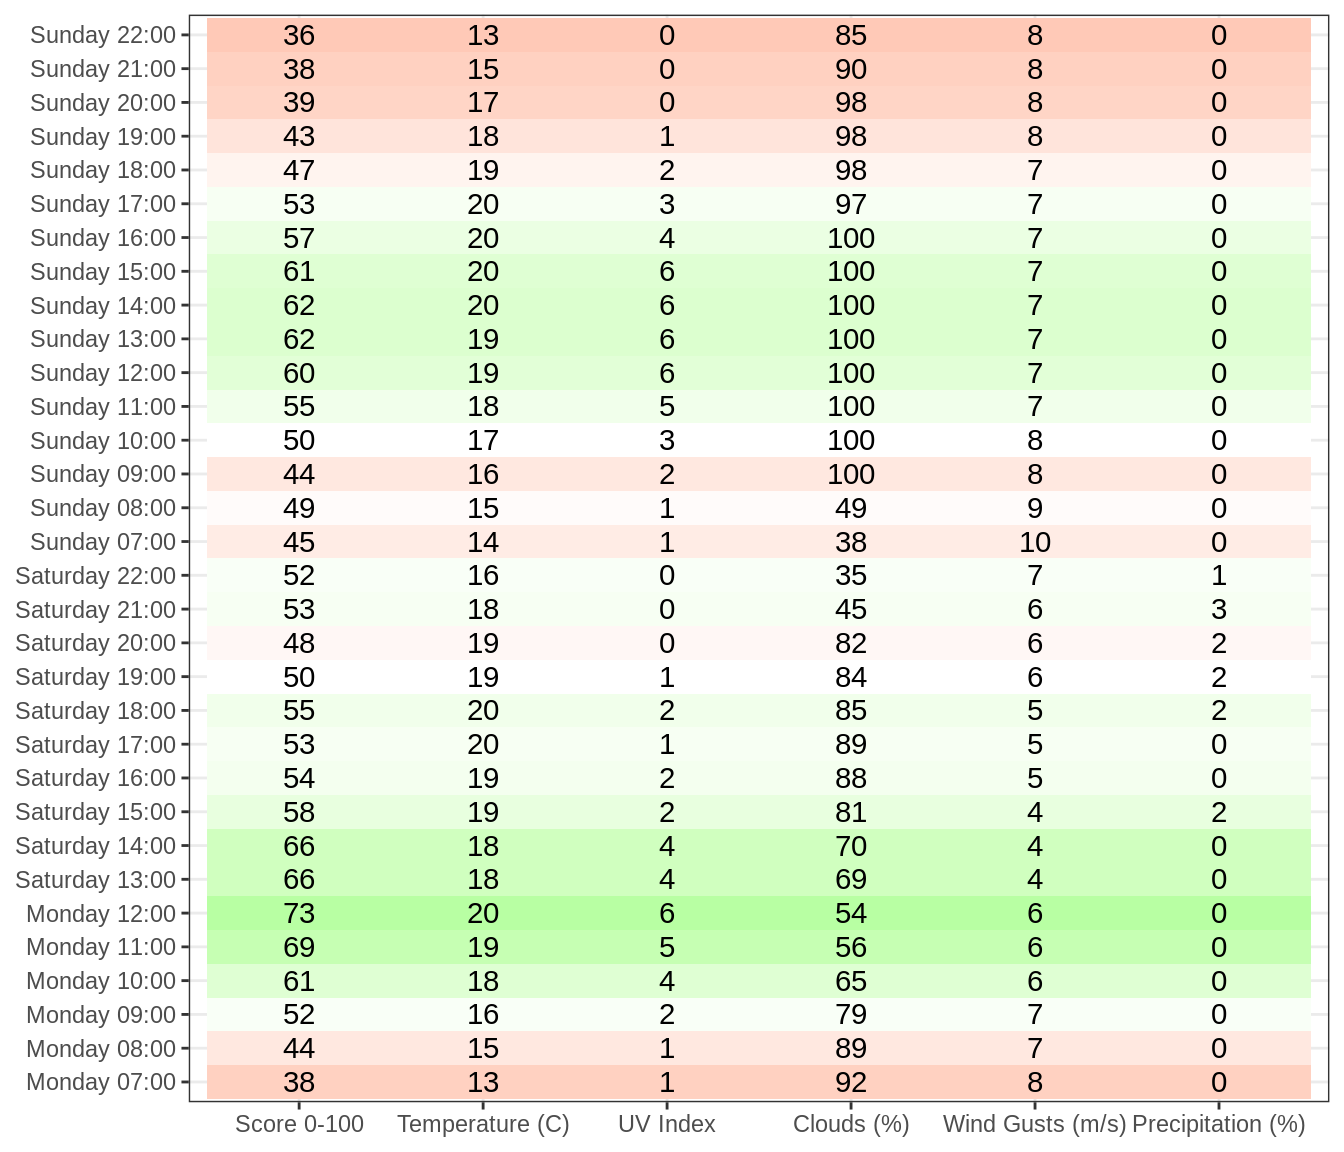 Sunday 22:00 36 13 0 85 8 0
Sunday 21:00 38 15 0 90 8 0
Sunday 20:00 39 17 0 98 8 0
Sunday 19:00 43 18 1 98 8 0
Sunday 18:00 47 19 2 98 7 0
Sunday 17:00 53 20 3 97 7 0
Sunday 16:00 57 20 4 100 7 0
Sunday 15:00 61 20 6 100 7 0
Sunday 14:00 62 20 6 100 7 0
Sunday 13:00 62 19 6 100 7 0
Sunday 12:00 60 19 6 100 7 0
Sunday 11:00 55 18 5 100 7 0
Sunday 10:00 50 17 3 100 8 0
Sunday 09:00 44 16 2 100 8 0
Sunday 08:00 49 15 1 49 9 0
Sunday 07:00 45 14 1 38 10 0
Saturday 22:00 52 16 0 35 7 1
Saturday 21:00 53 18 0 45 6 3
Saturday 20:00 48 19 0 82 6 2
Saturday 19:00 50 19 1 84 6 2
Saturday 18:00 55 20 2 85 5 2
Saturday 17:00 53 20 1 89 5 0
Saturday 16:00 54 19 2 88 5 0
Saturday 15:00 58 19 2 81 4 2
Saturday 14:00 66 18 4 70 4 0
Saturday 13:00 66 18 4 69 4 0
Monday 12:00 73 20 6 54 6 0
Monday 11:00 69 19 5 56 6 0
Monday 10:00 61 18 4 65 6 0
Monday 09:00 52 16 2 79 7 0
Monday 08:00 44 15 1 89 7 0
Monday 07:00 38 13 1 92 8 0
Score 0-100 Temperature (C) UV Index Clouds (%) Wind Gusts (m/s) Precipitation (%)